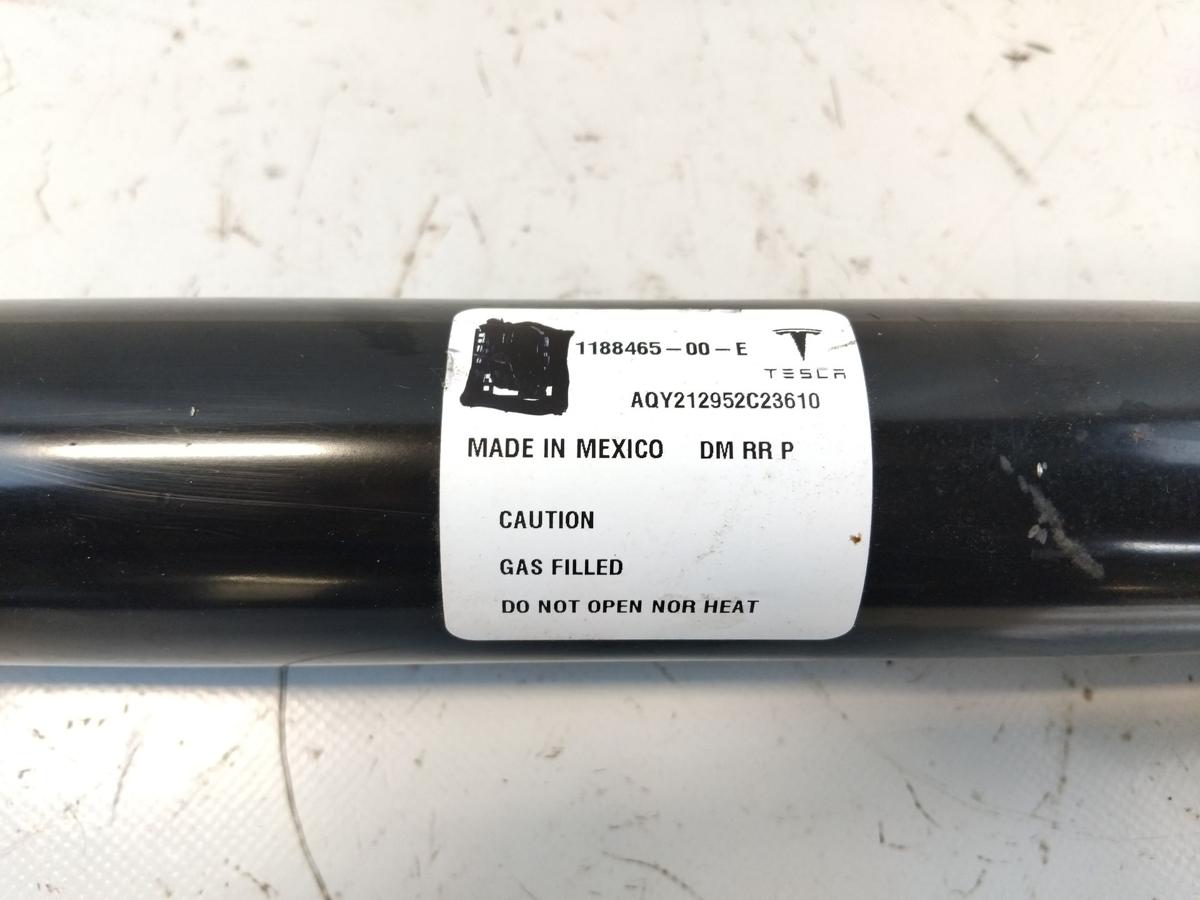 1188465-00-E
TESLA
AQY212952C23610
MADE IN MEXICO DM RR P
CAUTION
GAS FILLED
DO NOT OPEN NOR HEAT